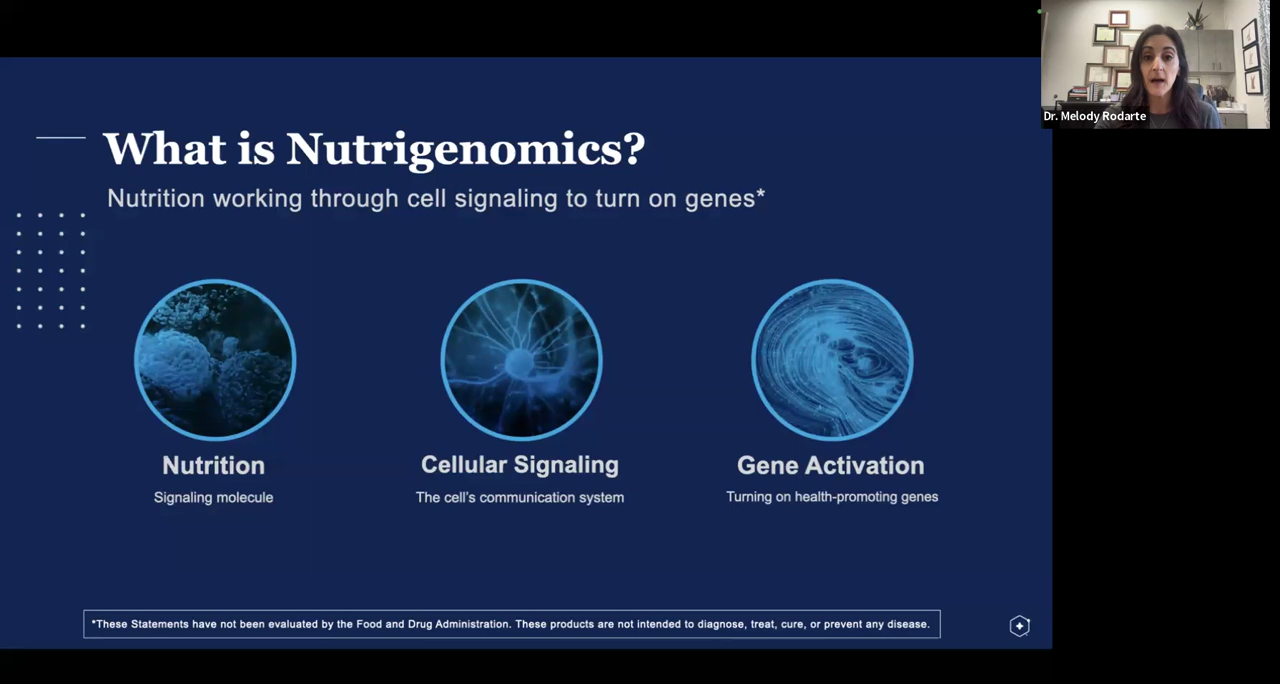 Dr. Melody Rodarte
What is Nutrigenomics?
Nutrition working through cell signaling to turn on genes*
Nutrition
Signaling molecule
Cellular Signaling
The cell’s communication system
Gene Activation
Turning on health-promoting genes
*These Statements have not been evaluated by the Food and Drug Administration. These products are not intended to diagnose, treat, cure, or prevent any disease.